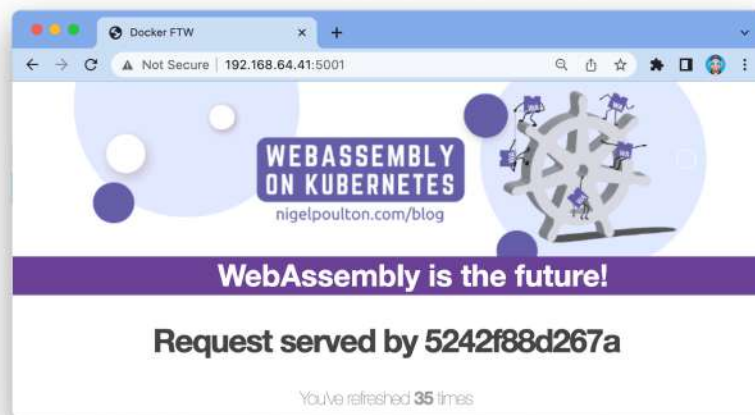 Docker FTW
Not Secure | 192.168.64.41:5001
WEBASSEMBLY
ON KUBERNETES
nigelpoulton.com/blog
WebAssembly is the future!
Request served by 5242f88d267a
You've refreshed 35 times